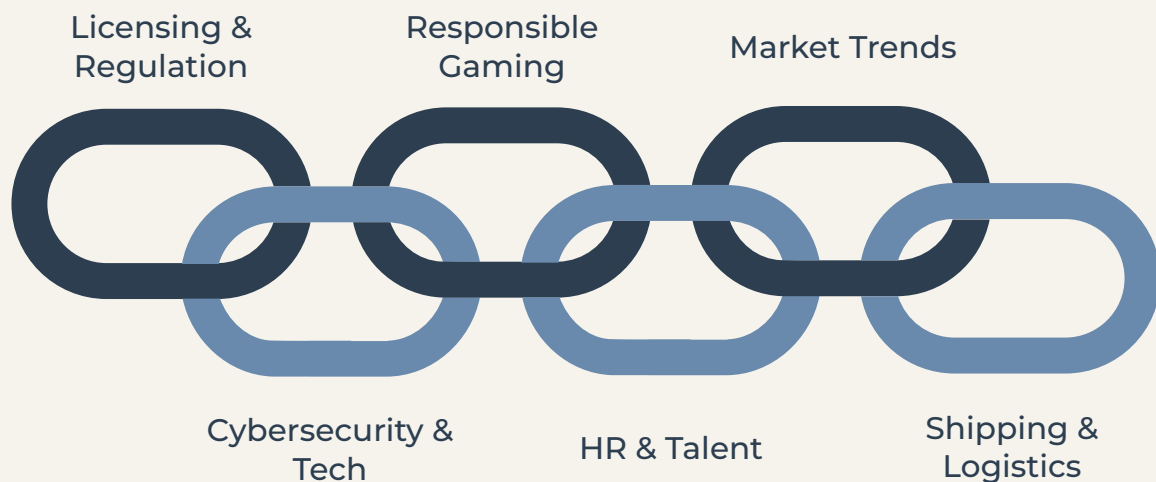 Licensing &
Regulation
Responsible
Gaming
Market Trends
Cybersecurity &
Tech
HR & Talent
Shipping &
Logistics